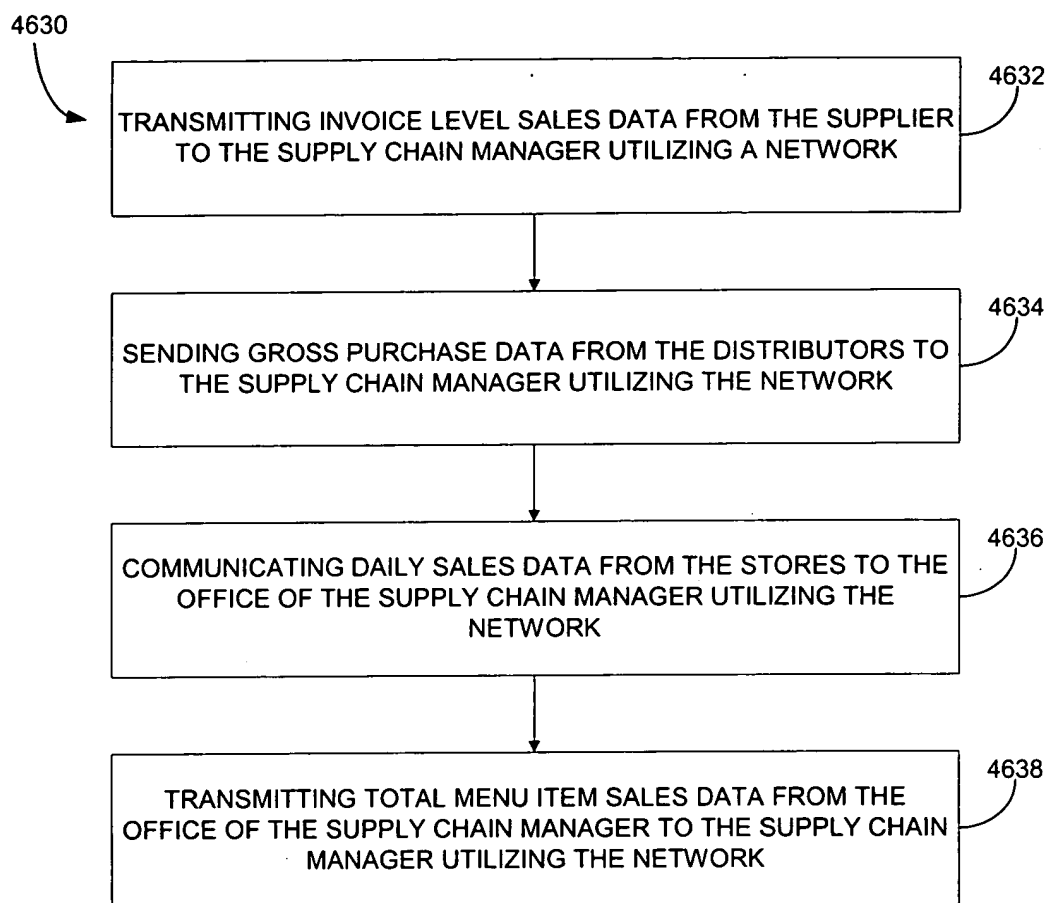 4630
4632
TRANSMITTING INVOICE LEVEL SALES DATA FROM THE SUPPLIER
TO THE SUPPLY CHAIN MANAGER UTILIZING A NETWORK
4634
SENDING GROSS PURCHASE DATA FROM THE DISTRIBUTORS TO
THE SUPPLY CHAIN MANAGER UTILIZING THE NETWORK
4636
COMMUNICATING DAILY SALES DATA FROM THE STORES TO THE
OFFICE OF THE SUPPLY CHAIN MANAGER UTILIZING THE
NETWORK
4638
TRANSMITTING TOTAL MENU ITEM SALES DATA FROM THE
OFFICE OF THE SUPPLY CHAIN MANAGER TO THE SUPPLY CHAIN
MANAGER UTILIZING THE NETWORK